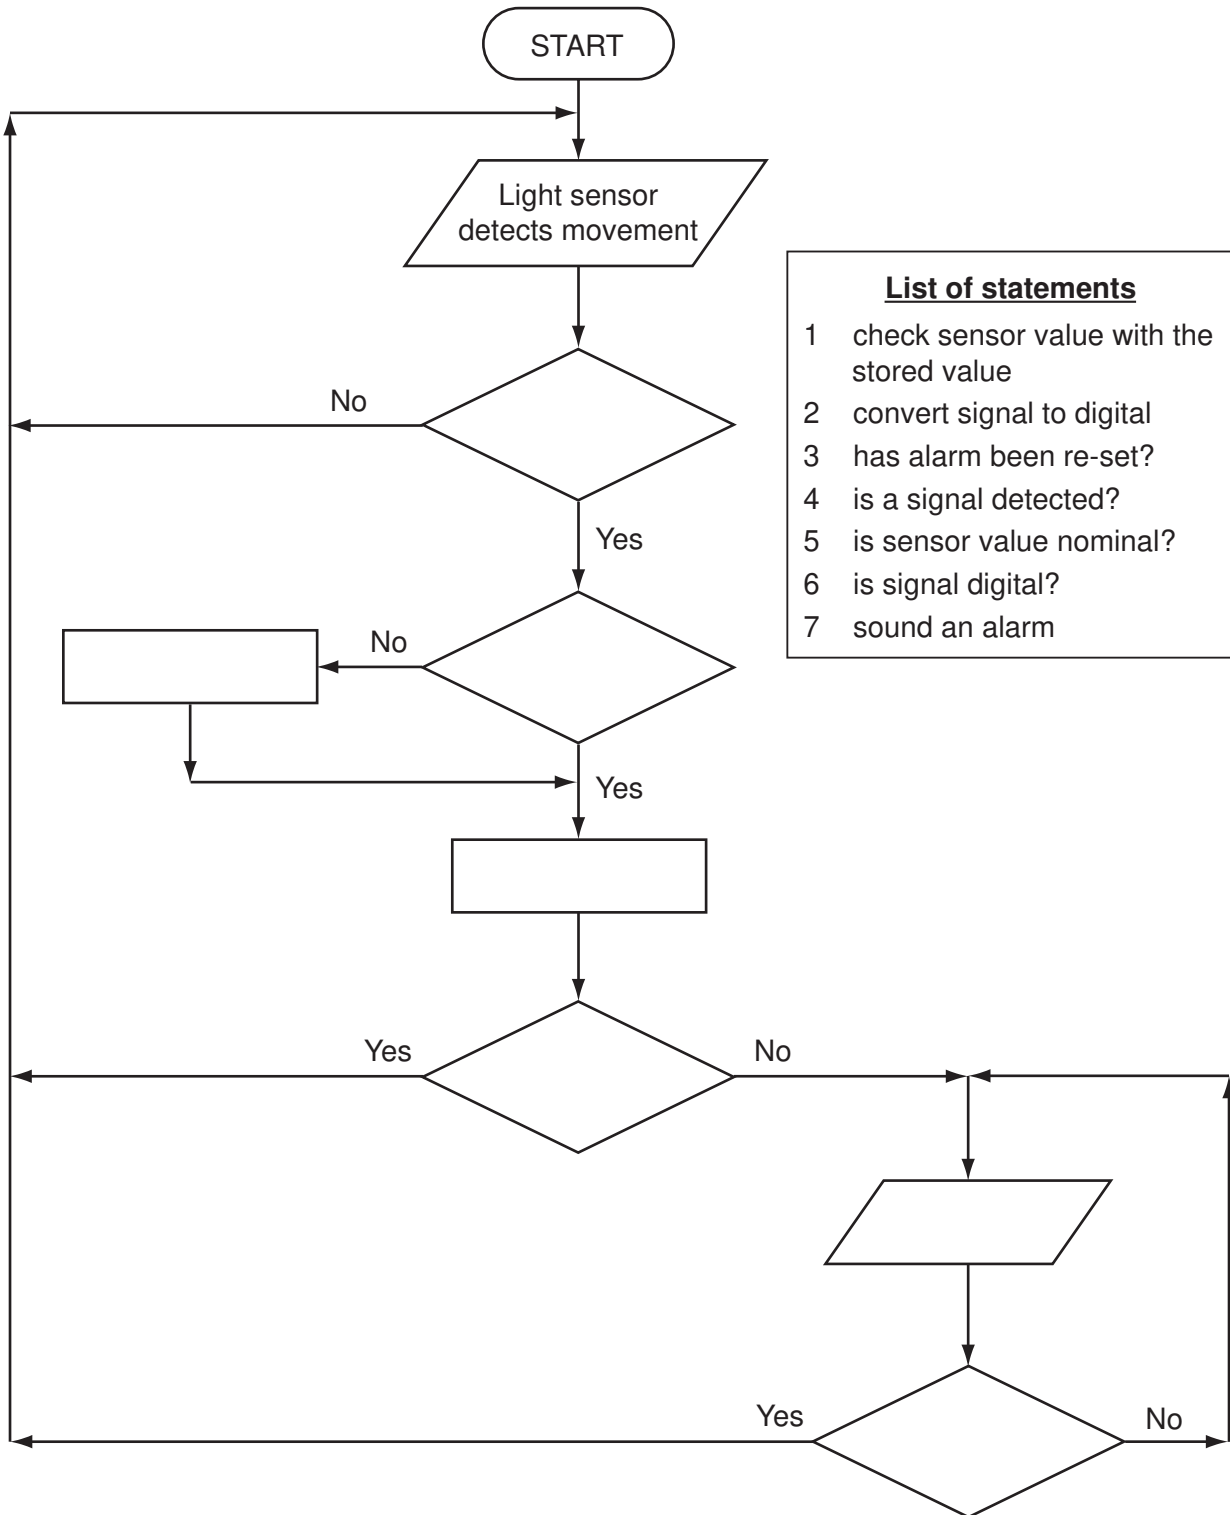 START
Light sensor
detects movement
List of statements
1 check sensor value with the
stored value
2 convert signal to digital
3 has alarm been re-set?
4 is a signal detected?
5 is sensor value nominal?
6 is signal digital?
7 sound an alarm
No
Yes
No
Yes
Yes
No
Yes
No